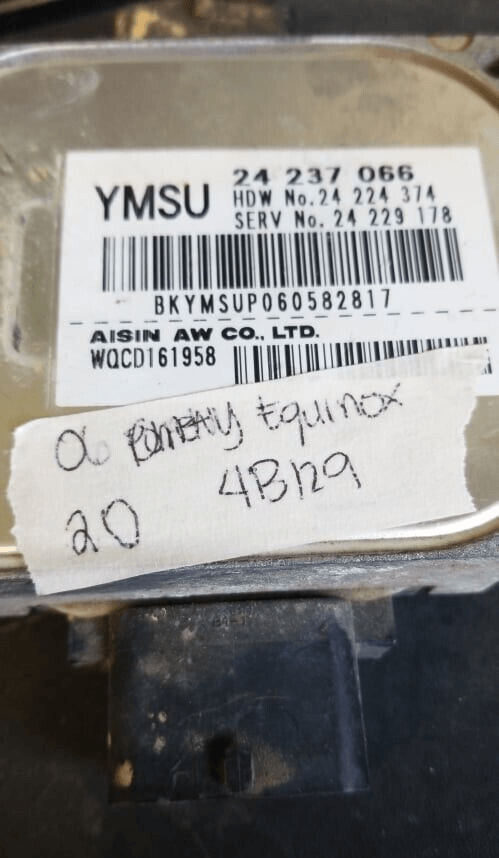 YMSU
24 237 066
HDW No.24 224 374
SERV No. 24 229 178
BKYMSUP060582817
AISIN AW CO., LTD.
WQCD161958
06 Equinox
20 4B129